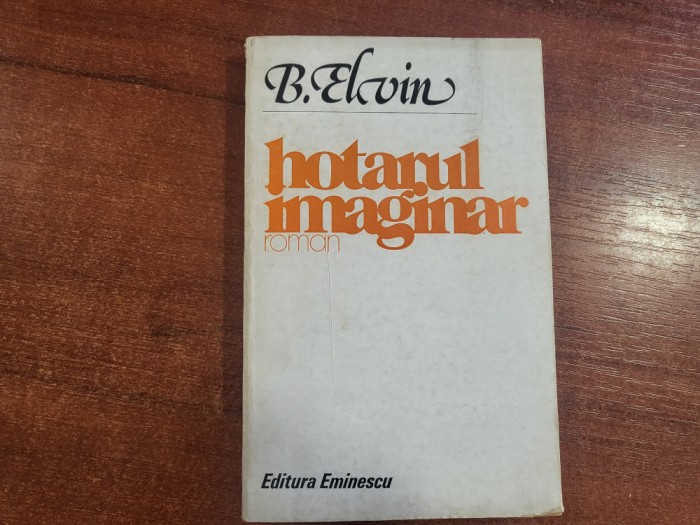 B. Elvin
hotarul
imaginar
roman
Editura Eminescu